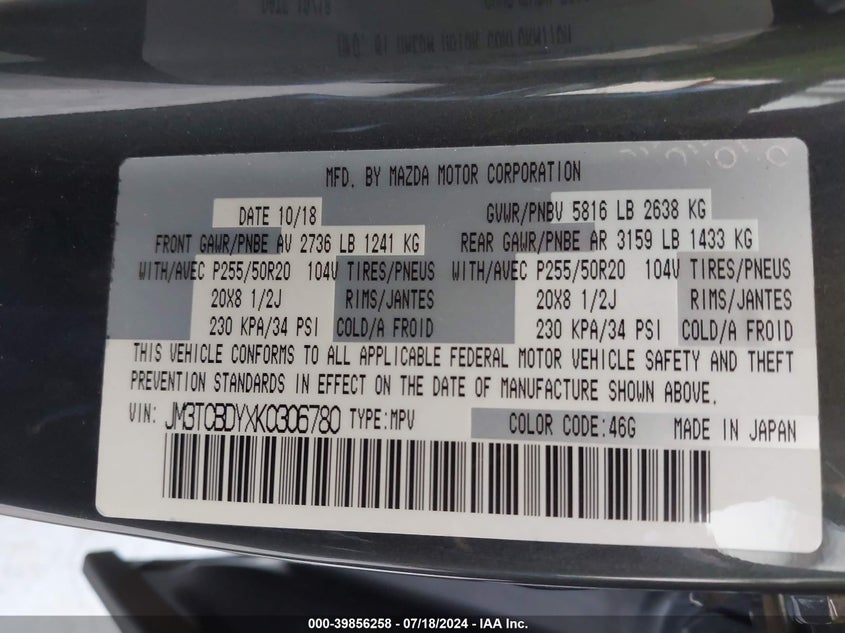 MFD. BY MAZDA MOTOR CORPORATION
DATE 10/18 GVWR/PNBV 5816 LB 2638 KG
FRONT GAWR/PNBE AV 2736 LB 1241 KG REAR GAWR/PNBE AR 3159 LB 1433 KG
WITH/AVEC P255/50R20 104V TIRES/PNEUS WITH/AVEC P255/50R20 104V TIRES/PNEUS
20X8 1/2J RIMS/JANTES 20X8 1/2J RIMS/JANTES
230 KPA/34 PSI COLD/A FROID 230 KPA/34 PSI COLD/A FROID
THIS VEHICLE CONFORMS TO ALL APPLICABLE FEDERAL MOTOR VEHICLE SAFETY AND THEFT
PREVENTION STANDARDS IN EFFECT ON THE DATE OF MANUFACTURE SHOWN ABOVE.
VIN: JM3TCBDYXK0306780 TYPE:MPV COLOR CODE:46G MADE IN JAPAN
000-39856258 - 07/18/2024 - IAA Inc.